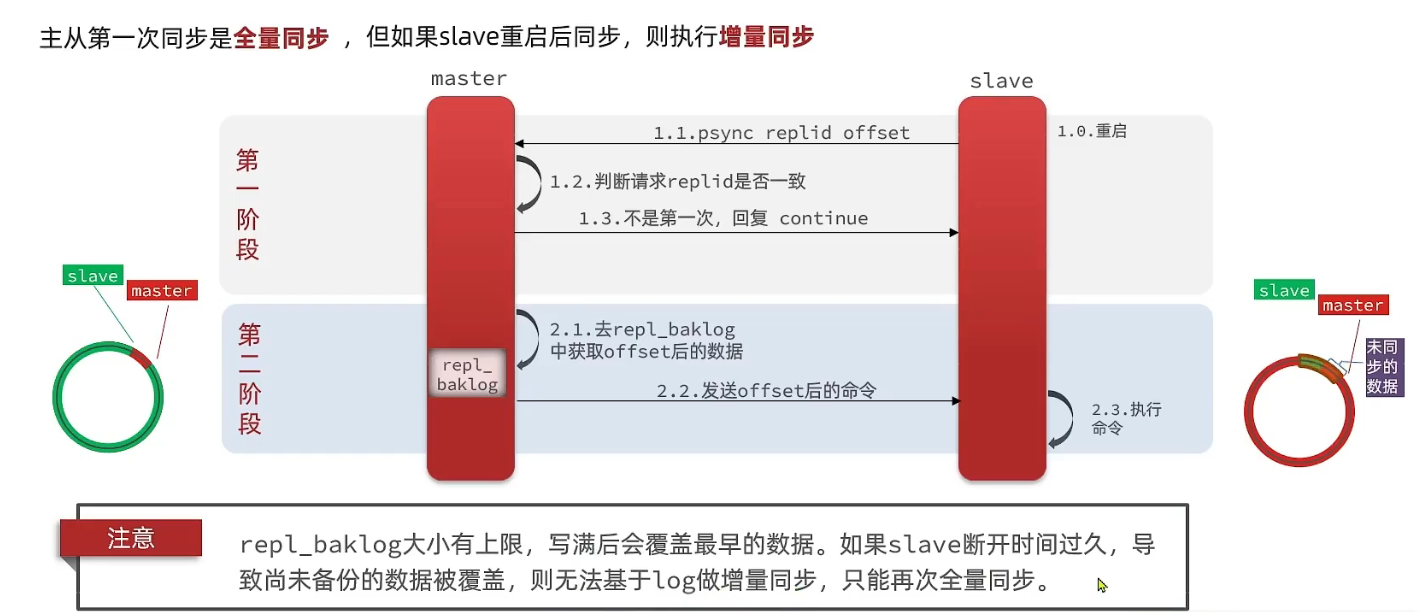 主从第一次同步是全量同步，但如果slave重启后同步，则执行增量同步
master
slave
1.1.psync replid offset
1.0.重启
第一阶段
1.2.判断请求replid是否一致
1.3.不是第一次，回复 continue
slave
master
slave
master
第二阶段
2.1.去repl_baklog
中获取offset后的数据
repl_
baklog
未同
步的
数据
2.2.发送offset后的命令
2.3.执行
命令
注意
repl_baklog大小有上限，写满后会覆盖最早的数据。如果slave断开时间过久，导
致尚未备份的数据被覆盖，则无法基于log做增量同步，只能再次全量同步。